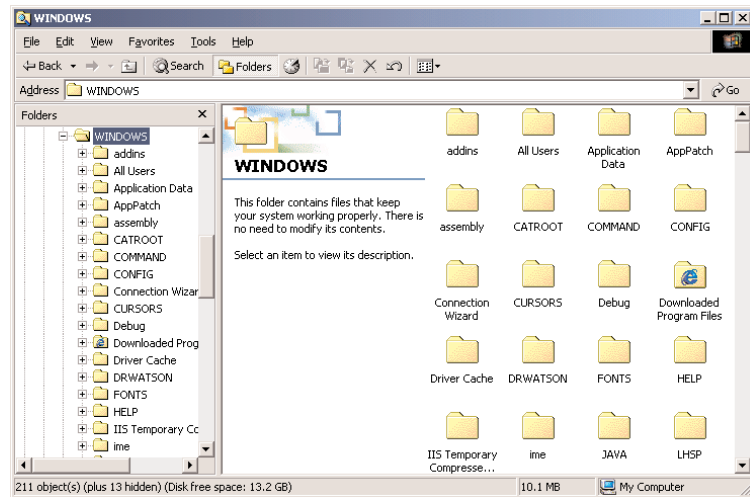 WINDOWS
File Edit View Favorites Tools Help
Back Search Folders
Address WINDOWS Go
Folders
WINDOWS
addins
All Users
Application Data
AppPatch
assembly
CATROOT
COMMAND
CONFIG
Connection Wizar
CURSORS
Debug
Downloaded Prog
Driver Cache
DRWATSON
FONTS
HELP
IIS Temporary Cc
ime
WINDOWS
This folder contains files that keep
your system working properly. There is
no need to modify its contents.
Select an item to view its description.
addins
All Users
Application
Data
AppPatch
assembly
CATROOT
COMMAND
CONFIG
Connection
Wizard
CURSORS
Debug
Downloaded
Program Files
Driver Cache
DRWATSON
FONTS
HELP
IIS Temporary
Compresse...
ime
JAVA
LHSP
211 object(s) (plus 13 hidden) (Disk free space: 13.2 GB) 10.1 MB My Computer